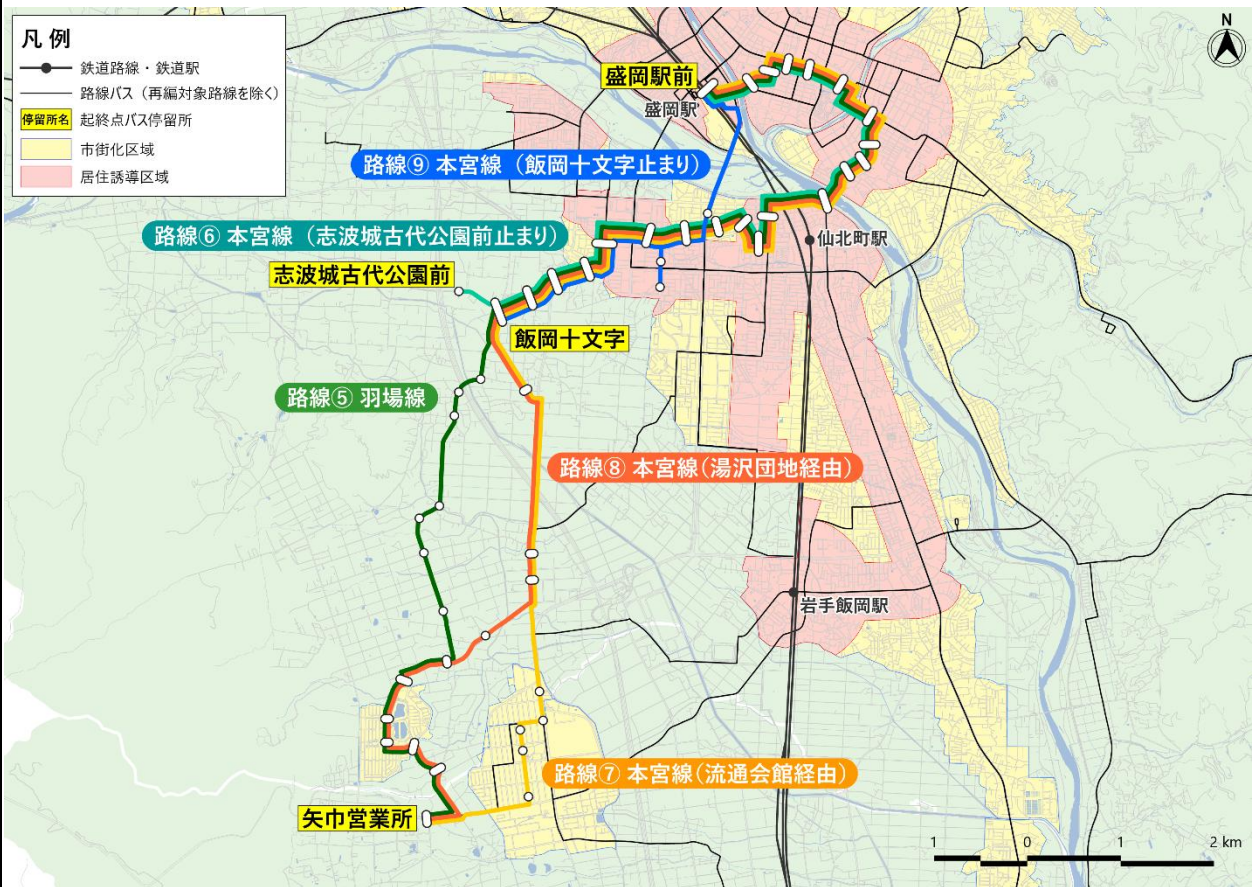 凡 例
鉄道路線・鉄道駅
路線バス（再編対象路線を除く）
停留所名 起終点バス停留所
市街化区域
居住誘導区域
N
盛岡駅前
盛岡駅
路線⑨ 本宮線（飯岡十文字止まり）
路線⑥ 本宮線（志波城古代公園前止まり）
仙北町駅
志波城古代公園前
飯岡十文字
路線⑤ 羽場線
路線⑧ 本宮線（湯沢団地経由）
岩手飯岡駅
路線⑦ 本宮線（流通会館経由）
矢巾営業所
1 0 1 2 km